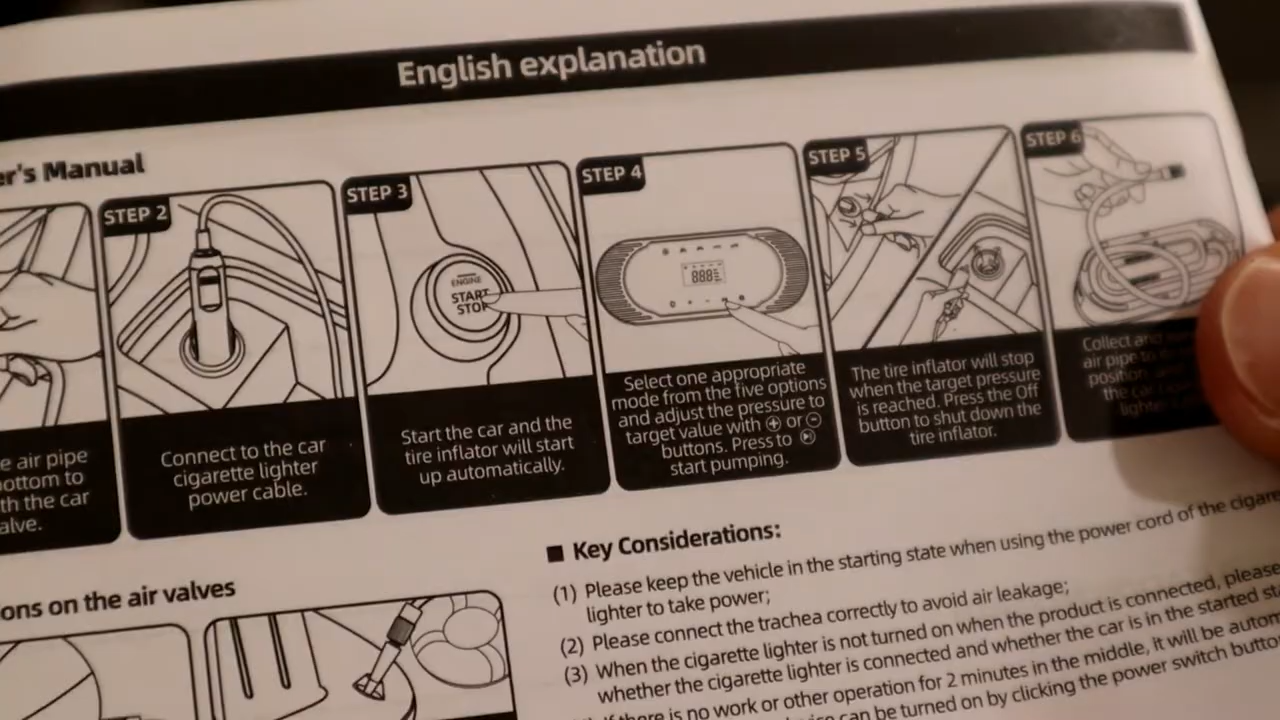 English explanation
er's Manual
e air pipe
ottom to
th the car
alve.
STEP 2
Connect to the car
cigarette lighter
power cable.
STEP 3
ENGINE
START
STOP
Start the car and the
tire inflator will start
up automatically.
STEP 4
888
Select one appropriate
mode from the five options
and adjust the pressure to
target value with ⊕ or ⊖
buttons. Press to
start pumping.
STEP 5
The tire inflator will stop
when the target pressure
is reached. Press the Off
button to shut down the
tire inflator.
STEP 6
Collect and
air pipe to
position
the car
lighter
ons on the air valves
■ Key Considerations:
(1) Please keep the vehicle in the starting state when using the power cord of the cigare
lighter to take power;
(2) Please connect the trachea correctly to avoid air leakage;
(3) When the cigarette lighter is not turned on when the product is connected, please
whether the cigarette lighter is connected and whether the car is in the started sta
If there is no work or other operation for 2 minutes in the middle, it will be autom
can be turned on by clicking the power switch butto